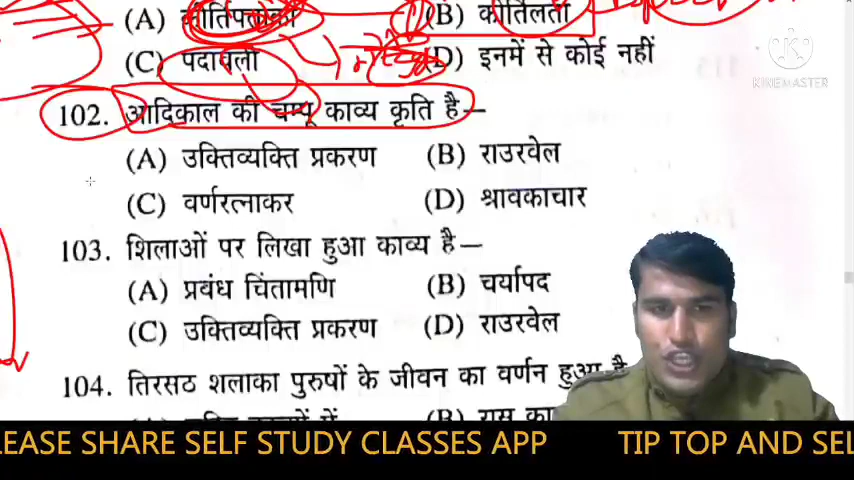 (A) कीर्तिपताका (B) कीर्तिलता
(C) पदावली (D) इनमें से कोई नहीं
KINEMASTER
102. आदिकाल की चम्पू काव्य कृति है—
(A) उक्तिव्यक्ति प्रकरण (B) राउरवेल
(C) वर्णरत्नाकर (D) श्रावकाचार
103. शिलाओं पर लिखा हुआ काव्य है—
(A) प्रबंध चिंतामणि (B) चर्यापद
(C) उक्तिव्यक्ति प्रकरण (D) राउरवेल
104. तिरसठ शलाका पुरुषों के जीवन का वर्णन हुआ है
LEASE SHARE SELF STUDY CLASSES APP TIP TOP AND SEL